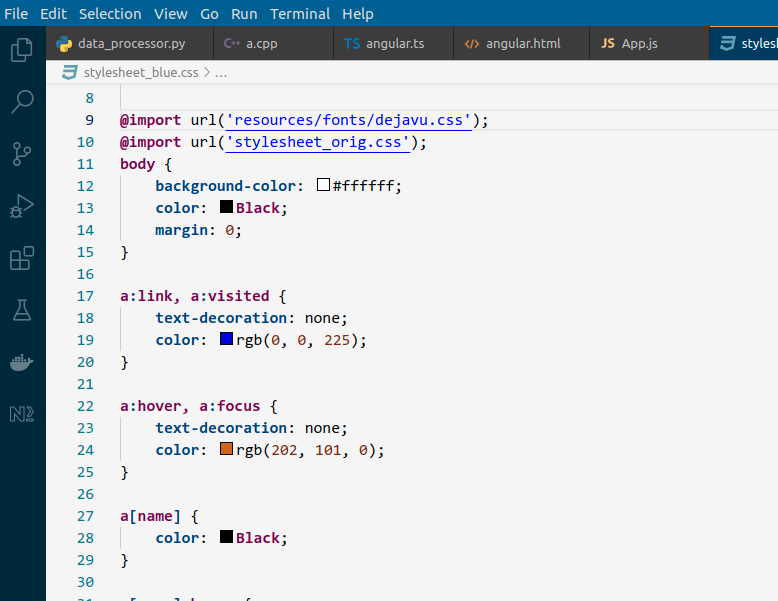 File Edit Selection View Go Run Terminal Help
data_processor.py C++ a.cpp TS angular.ts <> angular.html JS App.js styles
stylesheet_blue.css > ...
8
9 @import url('resources/fonts/dejavu.css');
10 @import url('stylesheet_orig.css');
11 body {
12 background-color: #ffffff;
13 color: Black;
14 margin: 0;
15 }
16
17 a:link, a:visited {
18 text-decoration: none;
19 color: rgb(0, 0, 225);
20 }
21
22 a:hover, a:focus {
23 text-decoration: none;
24 color: rgb(202, 101, 0);
25 }
26
27 a[name] {
28 color: Black;
29 }
30